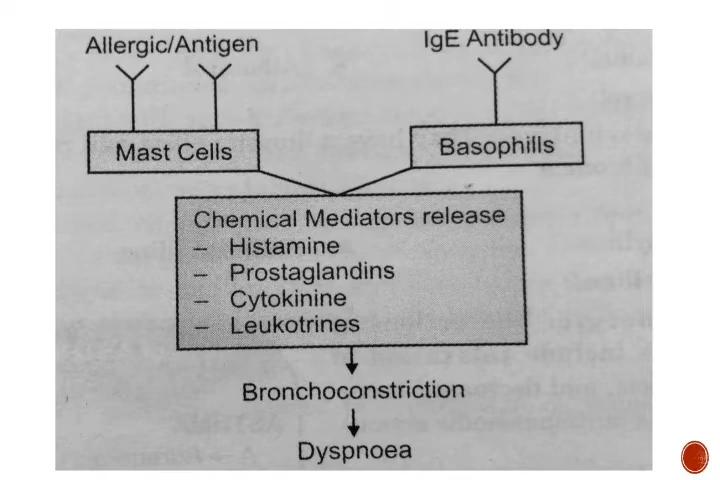 Allergic/Antigen
IgE Antibody
Mast Cells
Basophills
Chemical Mediators release
– Histamine
– Prostaglandins
– Cytokinine
– Leukotrines
Bronchoconstriction
Dyspnoea